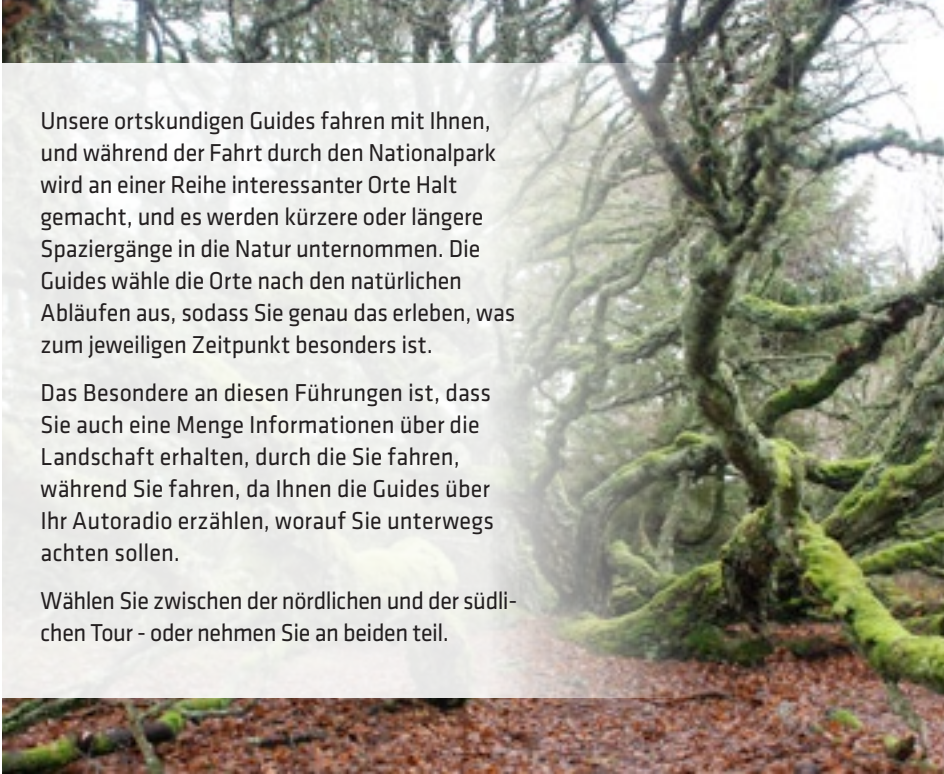 Unsere ortskundigen Guides fahren mit Ihnen,
und während der Fahrt durch den Nationalpark
wird an einer Reihe interessanter Orte Halt
gemacht, und es werden kürzere oder längere
Spaziergänge in die Natur unternommen. Die
Guides wähle die Orte nach den natürlichen
Abläufen aus, sodass Sie genau das erleben, was
zum jeweiligen Zeitpunkt besonders ist.
Das Besondere an diesen Führungen ist, dass
Sie auch eine Menge Informationen über die
Landschaft erhalten, durch die Sie fahren,
während Sie fahren, da Ihnen die Guides über
Ihr Autoradio erzählen, worauf Sie unterwegs
achten sollen.
Wählen Sie zwischen der nördlichen und der südli-
chen Tour - oder nehmen Sie an beiden teil.